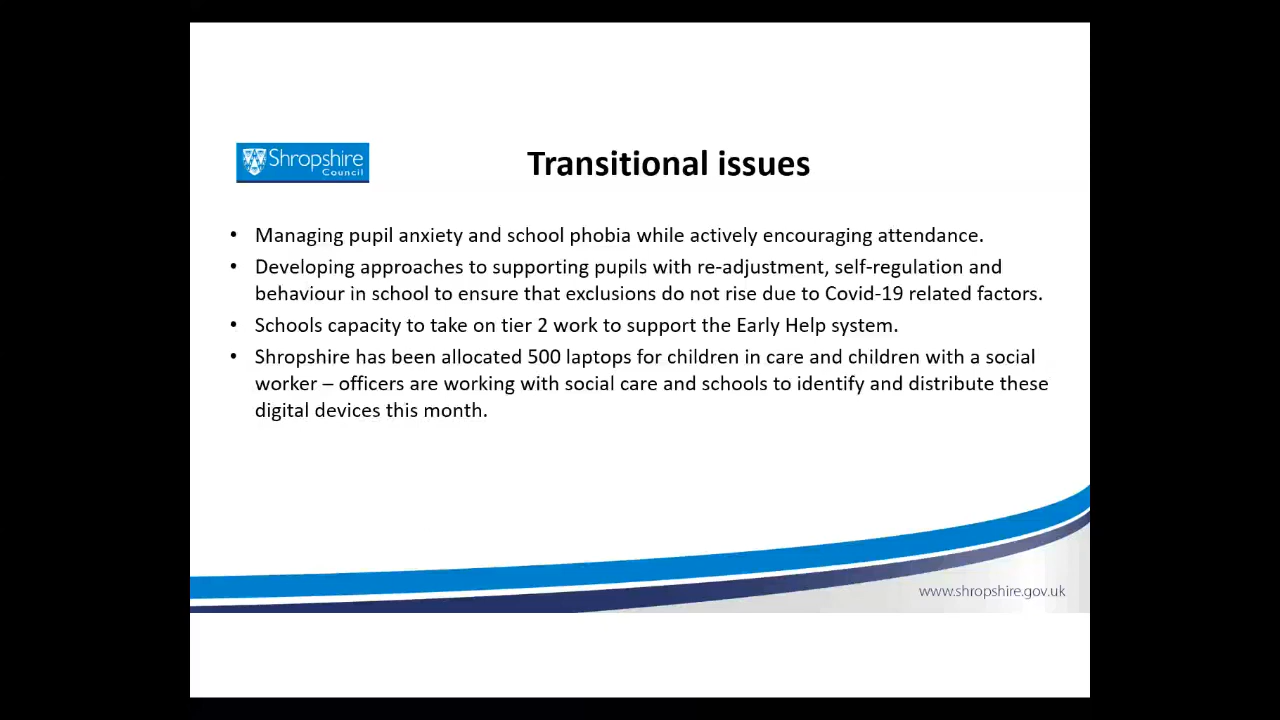 Shropshire
Council
Transitional issues
• Managing pupil anxiety and school phobia while actively encouraging attendance.
• Developing approaches to supporting pupils with re-adjustment, self-regulation and
behaviour in school to ensure that exclusions do not rise due to Covid-19 related factors.
• Schools capacity to take on tier 2 work to support the Early Help system.
• Shropshire has been allocated 500 laptops for children in care and children with a social
worker – officers are working with social care and schools to identify and distribute these
digital devices this month.
www.shropshire.gov.uk